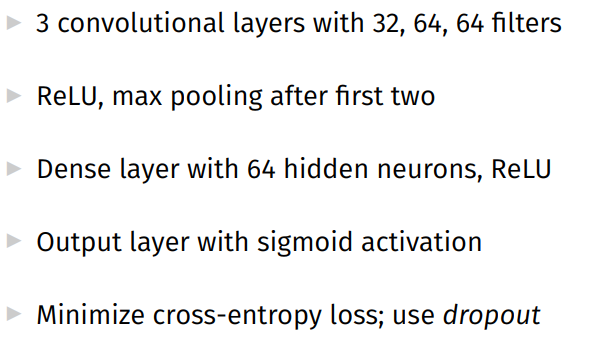 ▶ 3 convolutional layers with 32, 64, 64 filters
▶ ReLU, max pooling after first two
▶ Dense layer with 64 hidden neurons, ReLU
▶ Output layer with sigmoid activation
▶ Minimize cross-entropy loss; use dropout